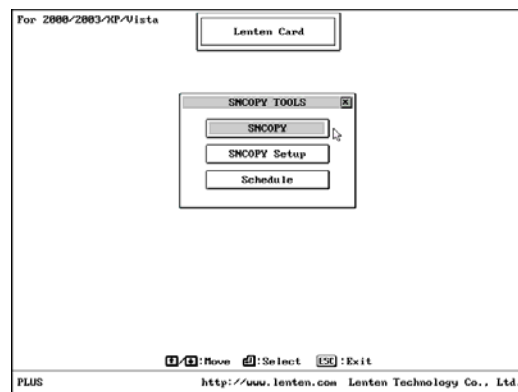 For 2000/2003/XP/Vista
Lenten Card
SNCOPY TOOLS
SNCOPY
SNCOPY Setup
Schedule
:Move :Select ESC :Exit
PLUS http://www.lenten.com Lenten Technology Co., Ltd.